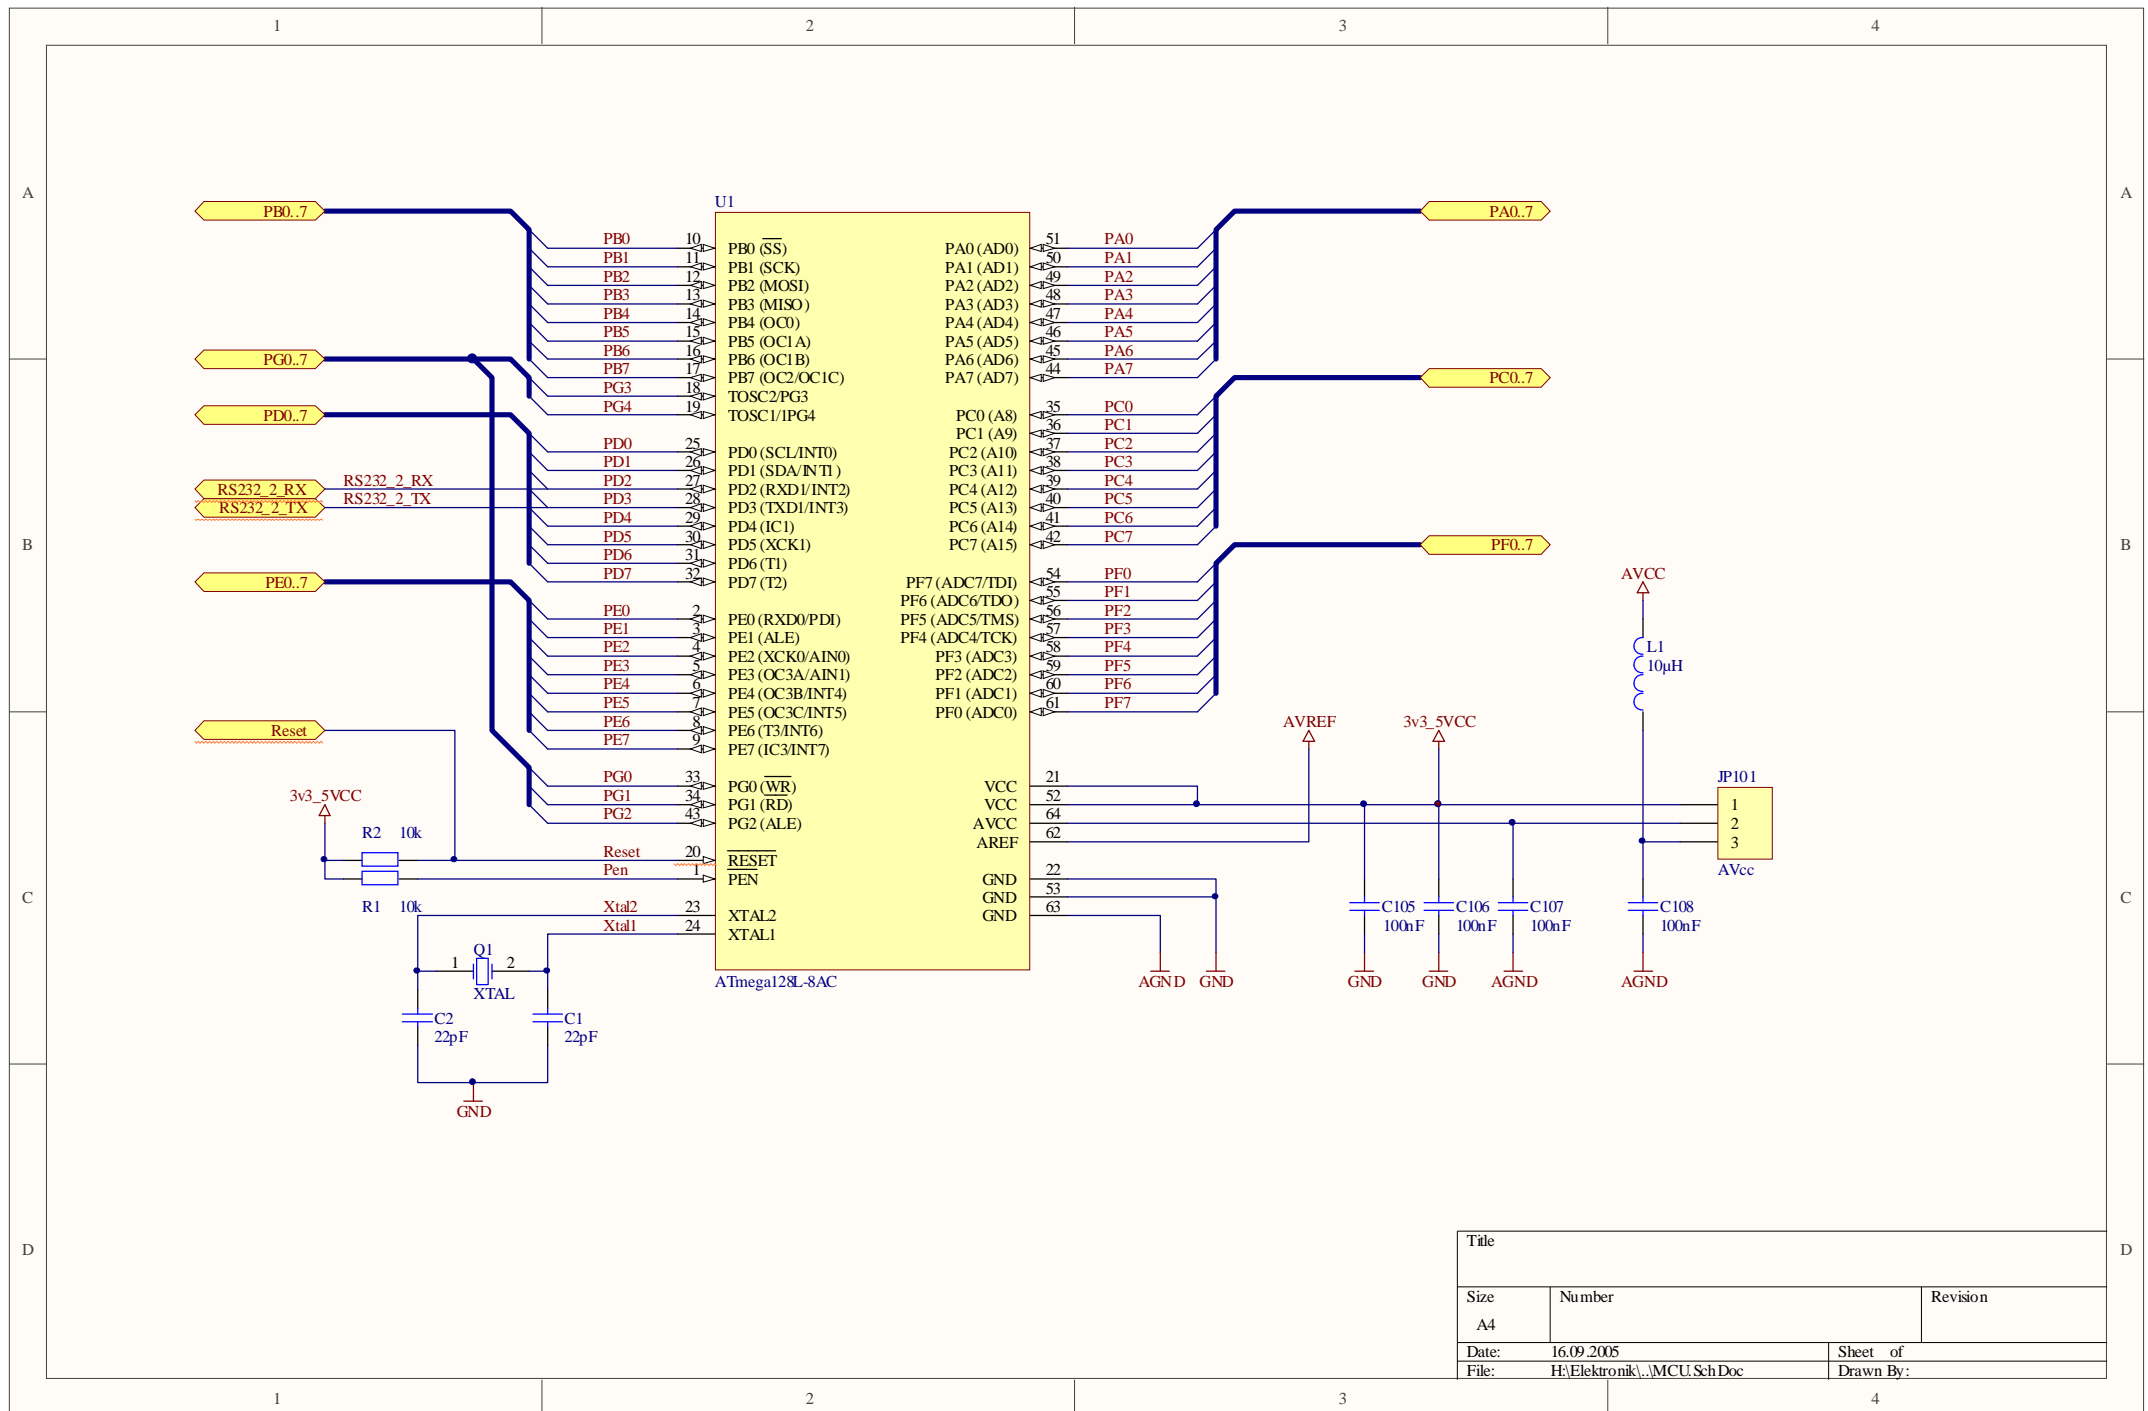 1 2 3 4
A A
B B
C C
D D
1 2 3 4
PB0..7
PG0..7
PD0..7
RS232_2_RX RS232_2_RX
RS232_2_TX RS232_2_TX
PE0..7
Reset
3v3_5VCC
R2 10k
R1 10k
Q1
1 2
XTAL
C2
22pF
C1
22pF
GND
U1
PB0 10 PB0 (SS)
PB1 11 PB1 (SCK)
PB2 12 PB2 (MOSI)
PB3 13 PB3 (MISO)
PB4 14 PB4 (OC0)
PB5 15 PB5 (OC1A)
PB6 16 PB6 (OC1B)
PB7 17 PB7 (OC2/OC1C)
PG3 18 TOSC2/PG3
PG4 19 TOSC1/1PG4
PD0 25 PD0 (SCL/INT0)
PD1 26 PD1 (SDA/INT1)
PD2 27 PD2 (RXD1/INT2)
PD3 28 PD3 (TXD1/INT3)
PD4 29 PD4 (IC1)
PD5 30 PD5 (XCK1)
PD6 31 PD6 (T1)
PD7 32 PD7 (T2)
PE0 2 PE0 (RXD0/PDI)
PE1 3 PE1 (ALE)
PE2 4 PE2 (XCK0/AIN0)
PE3 5 PE3 (OC3A/AIN1)
PE4 6 PE4 (OC3B/INT4)
PE5 7 PE5 (OC3C/INT5)
PE6 8 PE6 (T3/INT6)
PE7 9 PE7 (IC3/INT7)
PG0 33 PG0 (WR)
PG1 34 PG1 (RD)
PG2 43 PG2 (ALE)
Reset 20 RESET
Pen 1 PEN
Xtal2 23 XTAL2
Xtal1 24 XTAL1
ATmega128L-8AC
PA0 (AD0) 51 PA0
PA1 (AD1) 50 PA1
PA2 (AD2) 49 PA2
PA3 (AD3) 48 PA3
PA4 (AD4) 47 PA4
PA5 (AD5) 46 PA5
PA6 (AD6) 45 PA6
PA7 (AD7) 44 PA7
PC0 (A8) 35 PC0
PC1 (A9) 36 PC1
PC2 (A10) 37 PC2
PC3 (A11) 38 PC3
PC4 (A12) 39 PC4
PC5 (A13) 40 PC5
PC6 (A14) 41 PC6
PC7 (A15) 42 PC7
PF7 (ADC7/TDI) 54 PF0
PF6 (ADC6/TDO) 55 PF1
PF5 (ADC5/TMS) 56 PF2
PF4 (ADC4/TCK) 57 PF3
PF3 (ADC3) 58 PF4
PF2 (ADC2) 59 PF5
PF1 (ADC1) 60 PF6
PF0 (ADC0) 61 PF7
VCC 21
VCC 52
AVCC 64
AREF 62
GND 22
GND 53
GND 63
PA0..7
PC0..7
PF0..7
AVCC
L1
10µH
AVREF 3v3_5VCC
JP101
1
2
3
AVcc
C105
100nF
C106
100nF
C107
100nF
C108
100nF
AGND GND GND GND AGND AGND
Title
Size Number Revision
A4
Date: 16.09.2005 Sheet of
File: H:\Elektronik\..\MCU.SchDoc Drawn By: